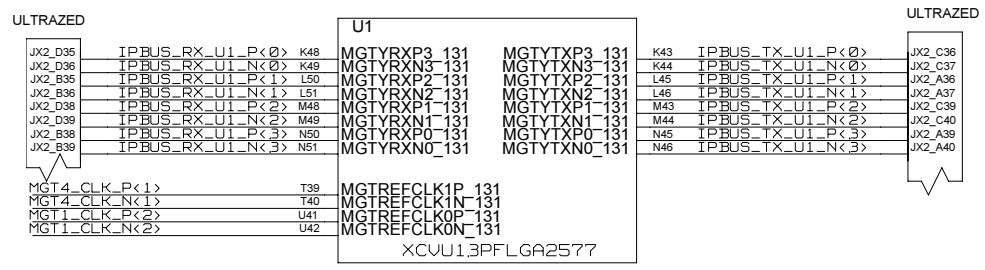 ULTRAZED
ULTRAZED
U1
JX2_D35 IPBUS_RX_U1_P<0> K48 MGTYRXP3_131 MGTYTXP3_131 K43 IPBUS_TX_U1_P<0> JX2_C36
JX2_D36 IPBUS_RX_U1_N<0> K49 MGTYRXN3_131 MGTYTXN3_131 K44 IPBUS_TX_U1_N<0> JX2_C37
JX2_B35 IPBUS_RX_U1_P<1> L50 MGTYRXP2_131 MGTYTXP2_131 L45 IPBUS_TX_U1_P<1> JX2_A36
JX2_B36 IPBUS_RX_U1_N<1> L51 MGTYRXN2_131 MGTYTXN2_131 L46 IPBUS_TX_U1_N<1> JX2_A37
JX2_D38 IPBUS_RX_U1_P<2> M48 MGTYRXP1_131 MGTYTXP1_131 M43 IPBUS_TX_U1_P<2> JX2_C39
JX2_D39 IPBUS_RX_U1_N<2> M49 MGTYRXN1_131 MGTYTXN1_131 M44 IPBUS_TX_U1_N<2> JX2_C40
JX2_B38 IPBUS_RX_U1_P<3> N50 MGTYRXP0_131 MGTYTXP0_131 N45 IPBUS_TX_U1_P<3> JX2_A39
JX2_B39 IPBUS_RX_U1_N<3> N51 MGTYRXN0_131 MGTYTXN0_131 N46 IPBUS_TX_U1_N<3> JX2_A40
MGT4_CLK_P<1> T39 MGTREFCLK1P_131
MGT4_CLK_N<1> T40 MGTREFCLK1N_131
MGT1_CLK_P<2> U41 MGTREFCLK0P_131
MGT1_CLK_N<2> U42 MGTREFCLK0N_131
XCVU13PFLGA2577